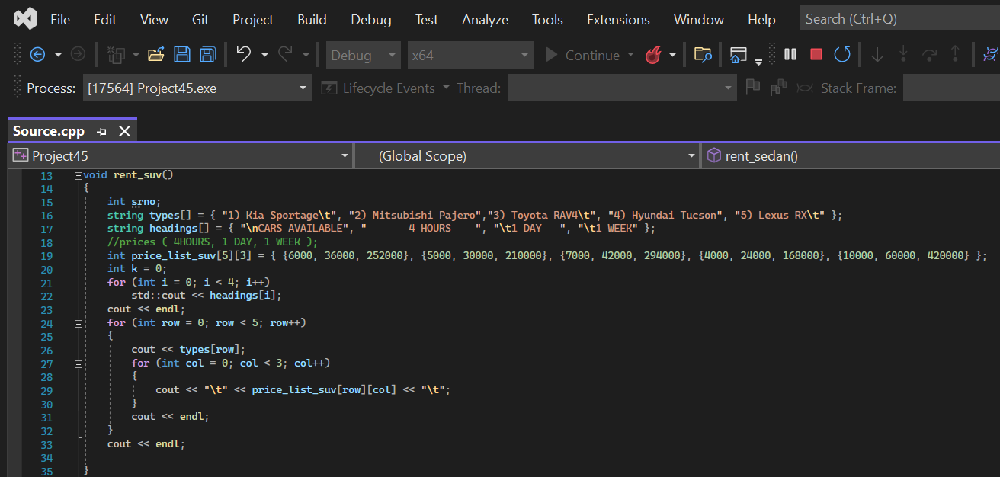 File Edit View Git Project Build Debug Test Analyze Tools Extensions Window Help Search (Ctrl+Q)
Debug x64 Continue
Process: [17564] Project45.exe Lifecycle Events Thread: Stack Frame:
Source.cpp
Project45 (Global Scope) rent_sedan()
13 void rent_suv()
14 {
15 int srno;
16 string types[] = { "1) Kia Sportage\t", "2) Mitsubishi Pajero","3) Toyota RAV4\t", "4) Hyundai Tucson", "5) Lexus RX\t" };
17 string headings[] = { "\nCARS AVAILABLE", "       4 HOURS    ", "\t1 DAY   ", "\t1 WEEK" };
18 //prices ( 4HOURS, 1 DAY, 1 WEEK );
19 int price_list_suv[5][3] = { {6000, 36000, 252000}, {5000, 30000, 210000}, {7000, 42000, 294000}, {4000, 24000, 168000}, {10000, 60000, 420000} };
20 int k = 0;
21 for (int i = 0; i < 4; i++)
22 std::cout << headings[i];
23 cout << endl;
24 for (int row = 0; row < 5; row++)
25 {
26 cout << types[row];
27 for (int col = 0; col < 3; col++)
28 {
29 cout << "\t" << price_list_suv[row][col] << "\t";
30 }
31 cout << endl;
32 }
33 cout << endl;
34
35 }